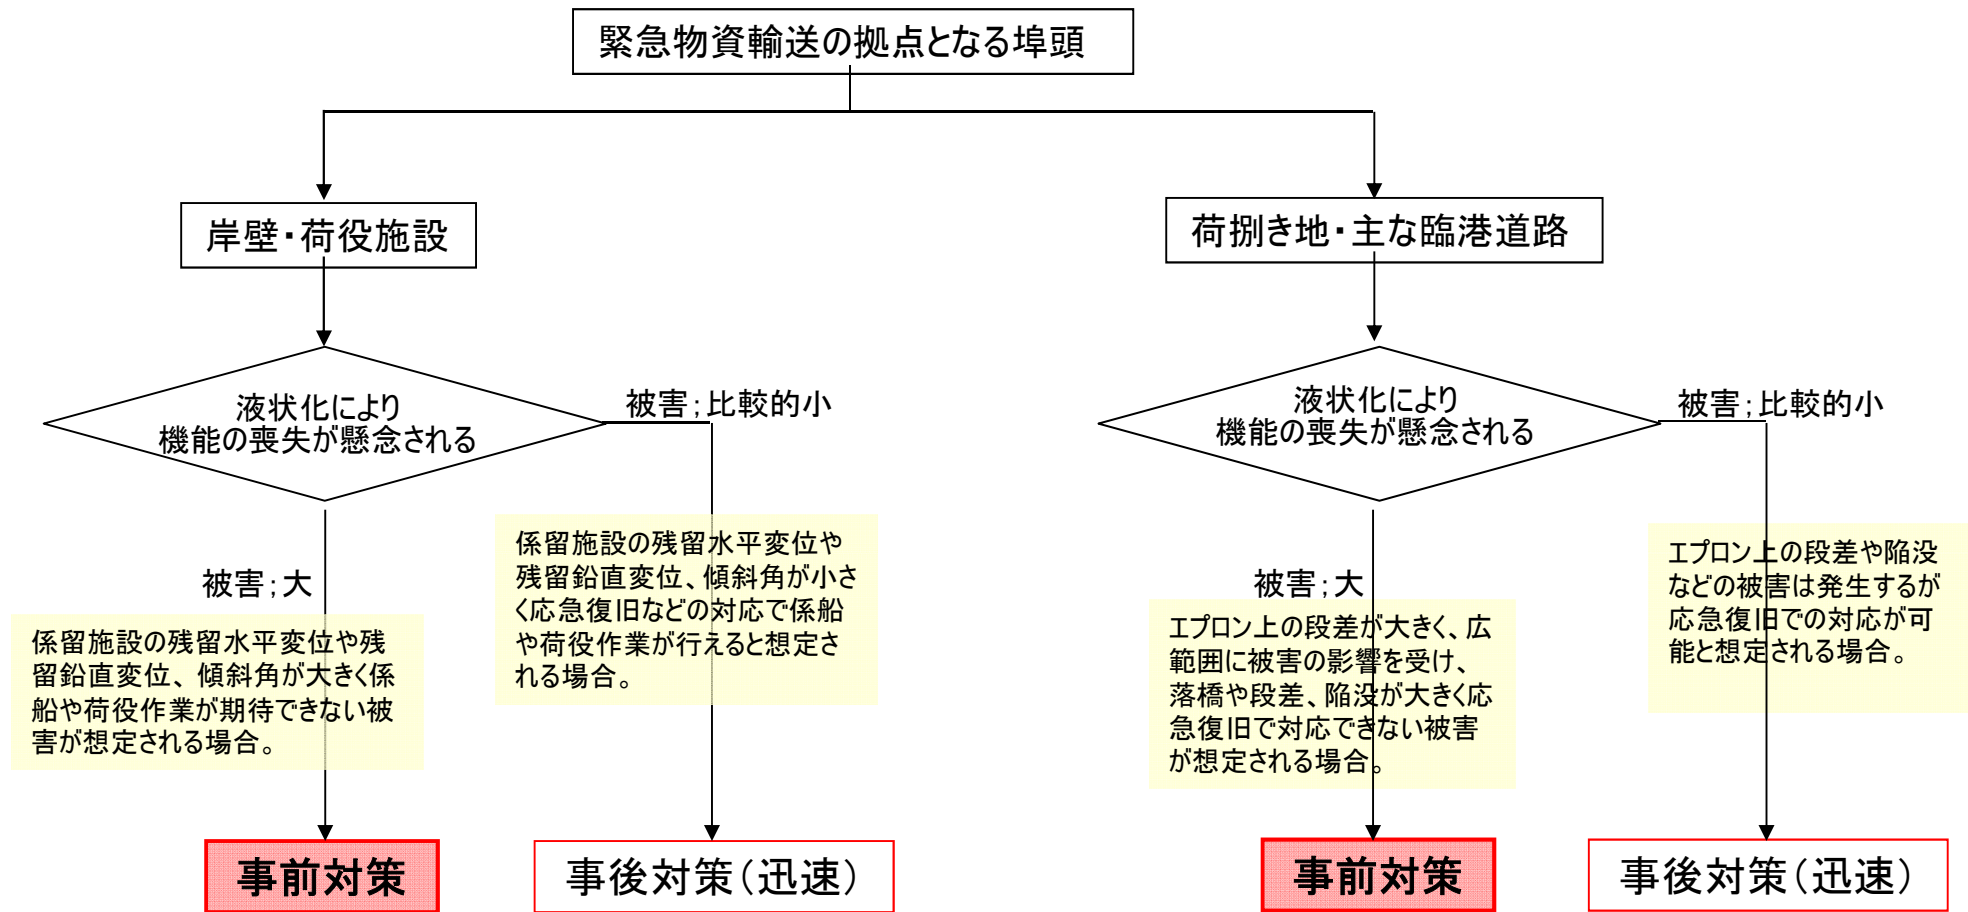 緊急物資輸送の拠点となる埠頭
岸壁・荷役施設
荷捌き地・主な臨港道路
液状化により
機能の喪失が懸念される
被害；比較的小
液状化により
機能の喪失が懸念される
被害；比較的小
被害；大
係留施設の残留水平変位や残
留鉛直変位、傾斜角が大きく係
船や荷役作業が期待できない被
害が想定される場合。
係留施設の残留水平変位や
残留鉛直変位、傾斜角が小さ
く応急復旧などの対応で係船
や荷役作業が行えると想定さ
れる場合。
被害；大
エプロン上の段差が大きく、広
範囲に被害の影響を受け、
落橋や段差、陥没が大きく応
急復旧で対応できない被害
が想定される場合。
エプロン上の段差や陥没
などの被害は発生するが
応急復旧での対応が可
能と想定される場合。
事前対策
事後対策（迅速）
事前対策
事後対策（迅速）